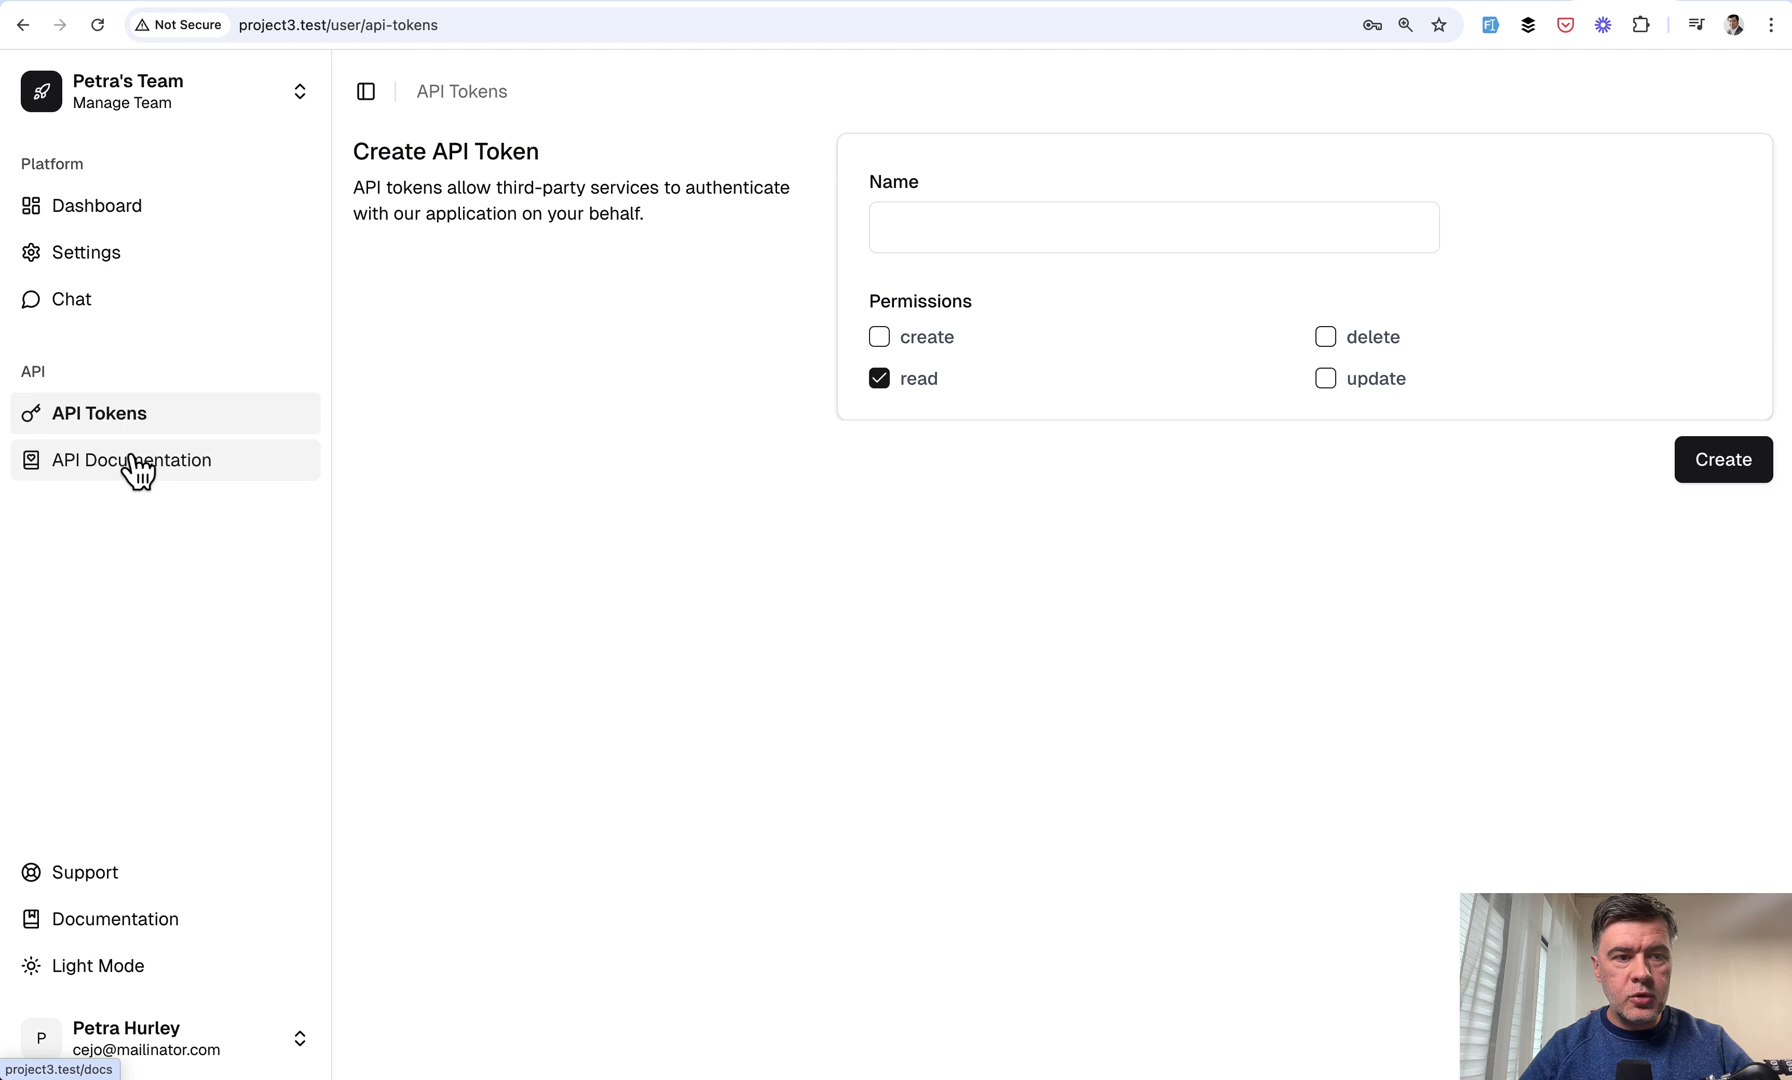 Not Secure
project3.test/user/api-tokens
Petra's Team
Manage Team
API Tokens
Platform
Dashboard
Settings
Chat
API
API Tokens
API Documentation
Create API Token
API tokens allow third-party services to authenticate
with our application on your behalf.
Name
Permissions
create
delete
read
update
Create
Support
Documentation
Light Mode
P
Petra Hurley
cejo@mailinator.com
project3.test/docs